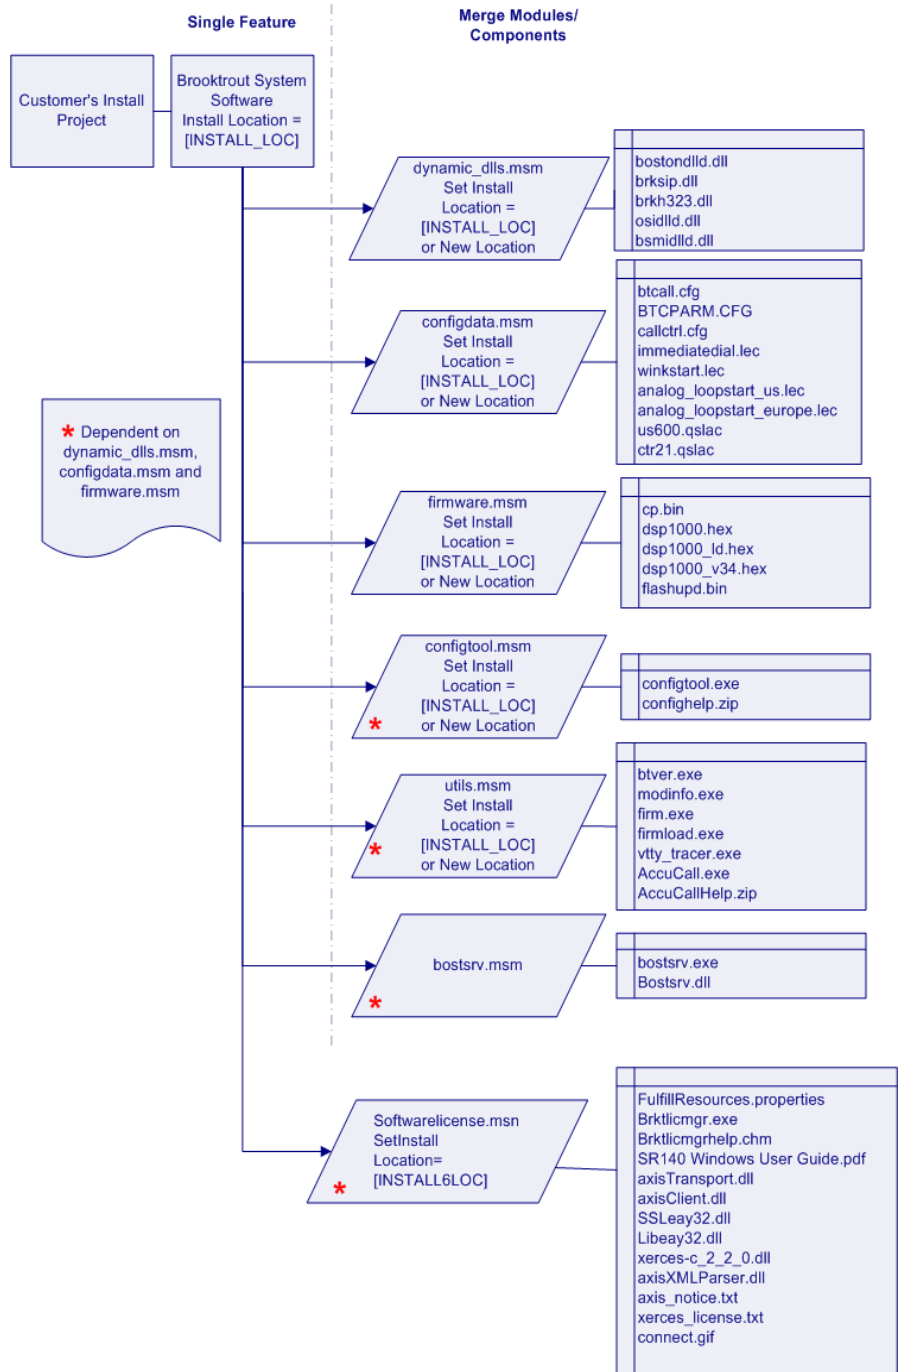 Single Feature
Merge Modules/
Components
Customer's Install
Project
Brooktrout System
Software
Install Location =
[INSTALL_LOC]
dynamic_dlls.msm
Set Install
Location =
[INSTALL_LOC]
or New Location
bostondlld.dll
brksip.dll
brkh323.dll
osidlld.dll
bsmidlld.dll
configdata.msm
Set Install
Location =
[INSTALL_LOC]
or New Location
btcall.cfg
BTCPARM.CFG
callctrl.cfg
immediatedial.lec
winkstart.lec
analog_loopstart_us.lec
analog_loopstart_europe.lec
us600.qslac
ctr21.qslac
* Dependent on
dynamic_dlls.msm,
configdata.msm and
firmware.msm
firmware.msm
Set Install
Location =
[INSTALL_LOC]
or New Location
cp.bin
dsp1000.hex
dsp1000_ld.hex
dsp1000_v34.hex
flashupd.bin
configtool.msm
Set Install
Location =
[INSTALL_LOC]
* or New Location
configtool.exe
confighelp.zip
utils.msm
Set Install
Location =
* [INSTALL_LOC]
or New Location
btver.exe
modinfo.exe
firm.exe
firmload.exe
vtty_tracer.exe
AccuCall.exe
AccuCallHelp.zip
bostsrv.msm
*
bostsrv.exe
Bostsrv.dll
Softwarelicense.msn
SetInstall
Location=
[INSTALL6LOC]
*
FulfillResources.properties
Brktlicmgr.exe
Brktlicmgrhelp.chm
SR140 Windows User Guide.pdf
axisTransport.dll
axisClient.dll
SSLeay32.dll
Libeay32.dll
xerces-c_2_2_0.dll
axisXMLParser.dll
axis_notice.txt
xerces_license.txt
connect.gif